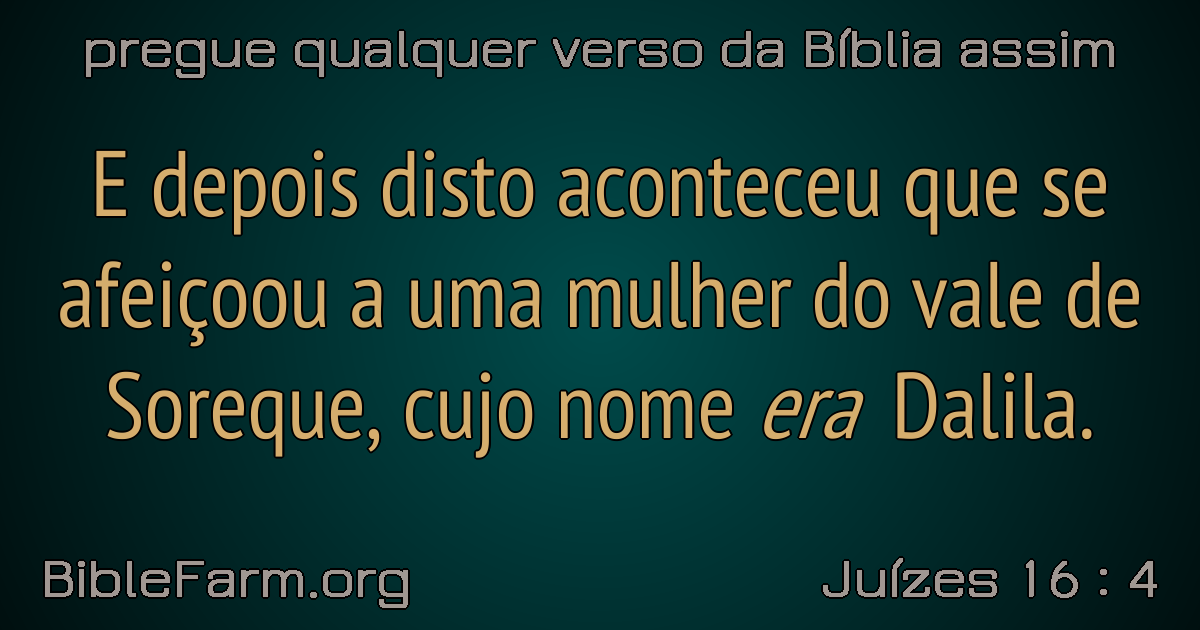 pregue qualquer verso da Bíblia assim
E depois disto aconteceu que se
afeiçoou a uma mulher do vale de
Soreque, cujo nome era Dalila.
BibleFarm.org
Juízes 16 : 4